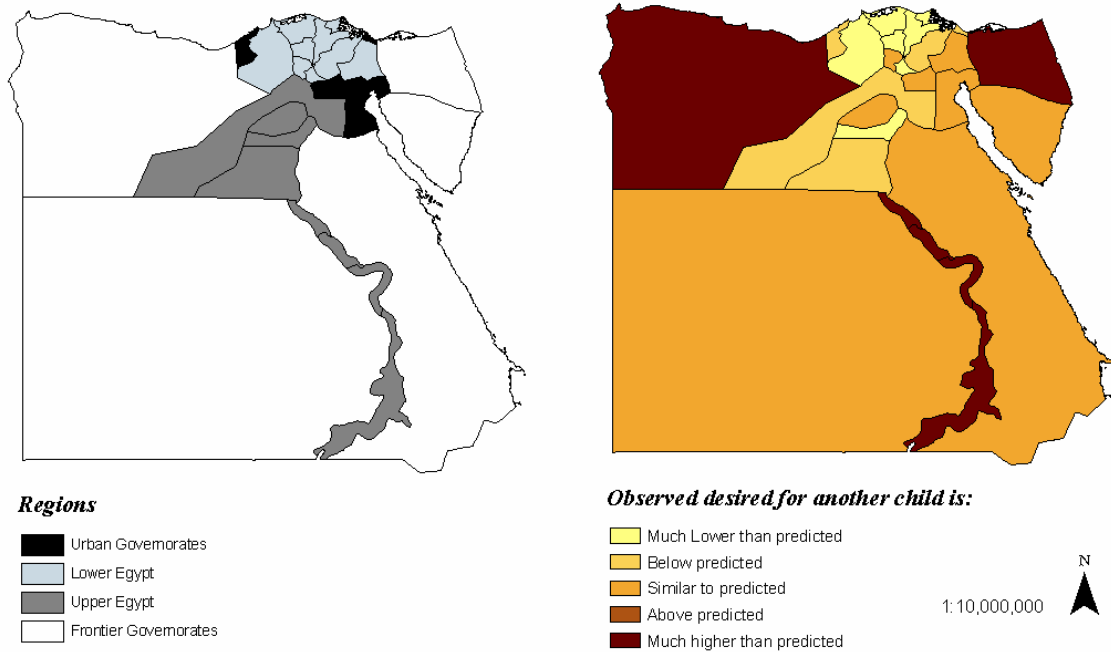 Regions
Urban Governorates
Lower Egypt
Upper Egypt
Frontier Governorates
Observed desired for another child is:
Much Lower than predicted
Below predicted
Similar to predicted
Above predicted
Much higher than predicted
1:10,000,000
N